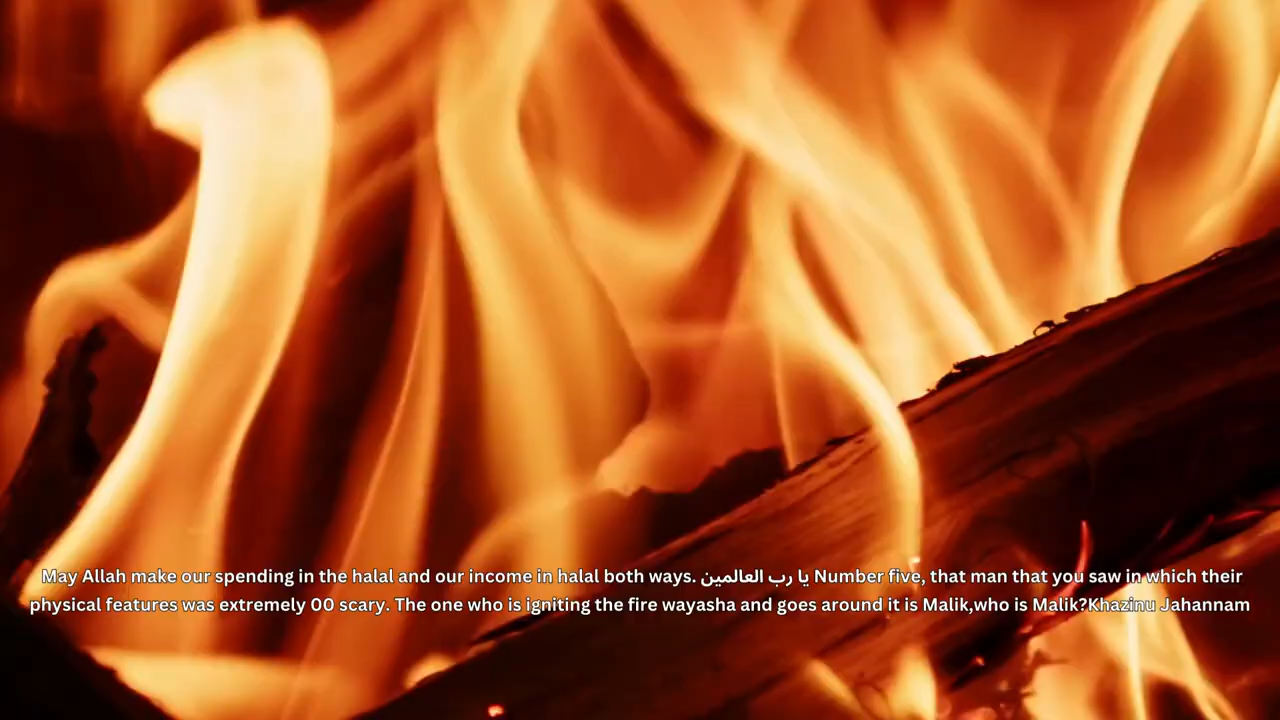 May Allah make our spending in the halal and our income in halal both ways. يا رب العالمين Number five, that man that you saw in which their
physical features was extremely 00 scary. The one who is igniting the fire wayasha and goes around it is Malik,who is Malik?Khazinu Jahannam